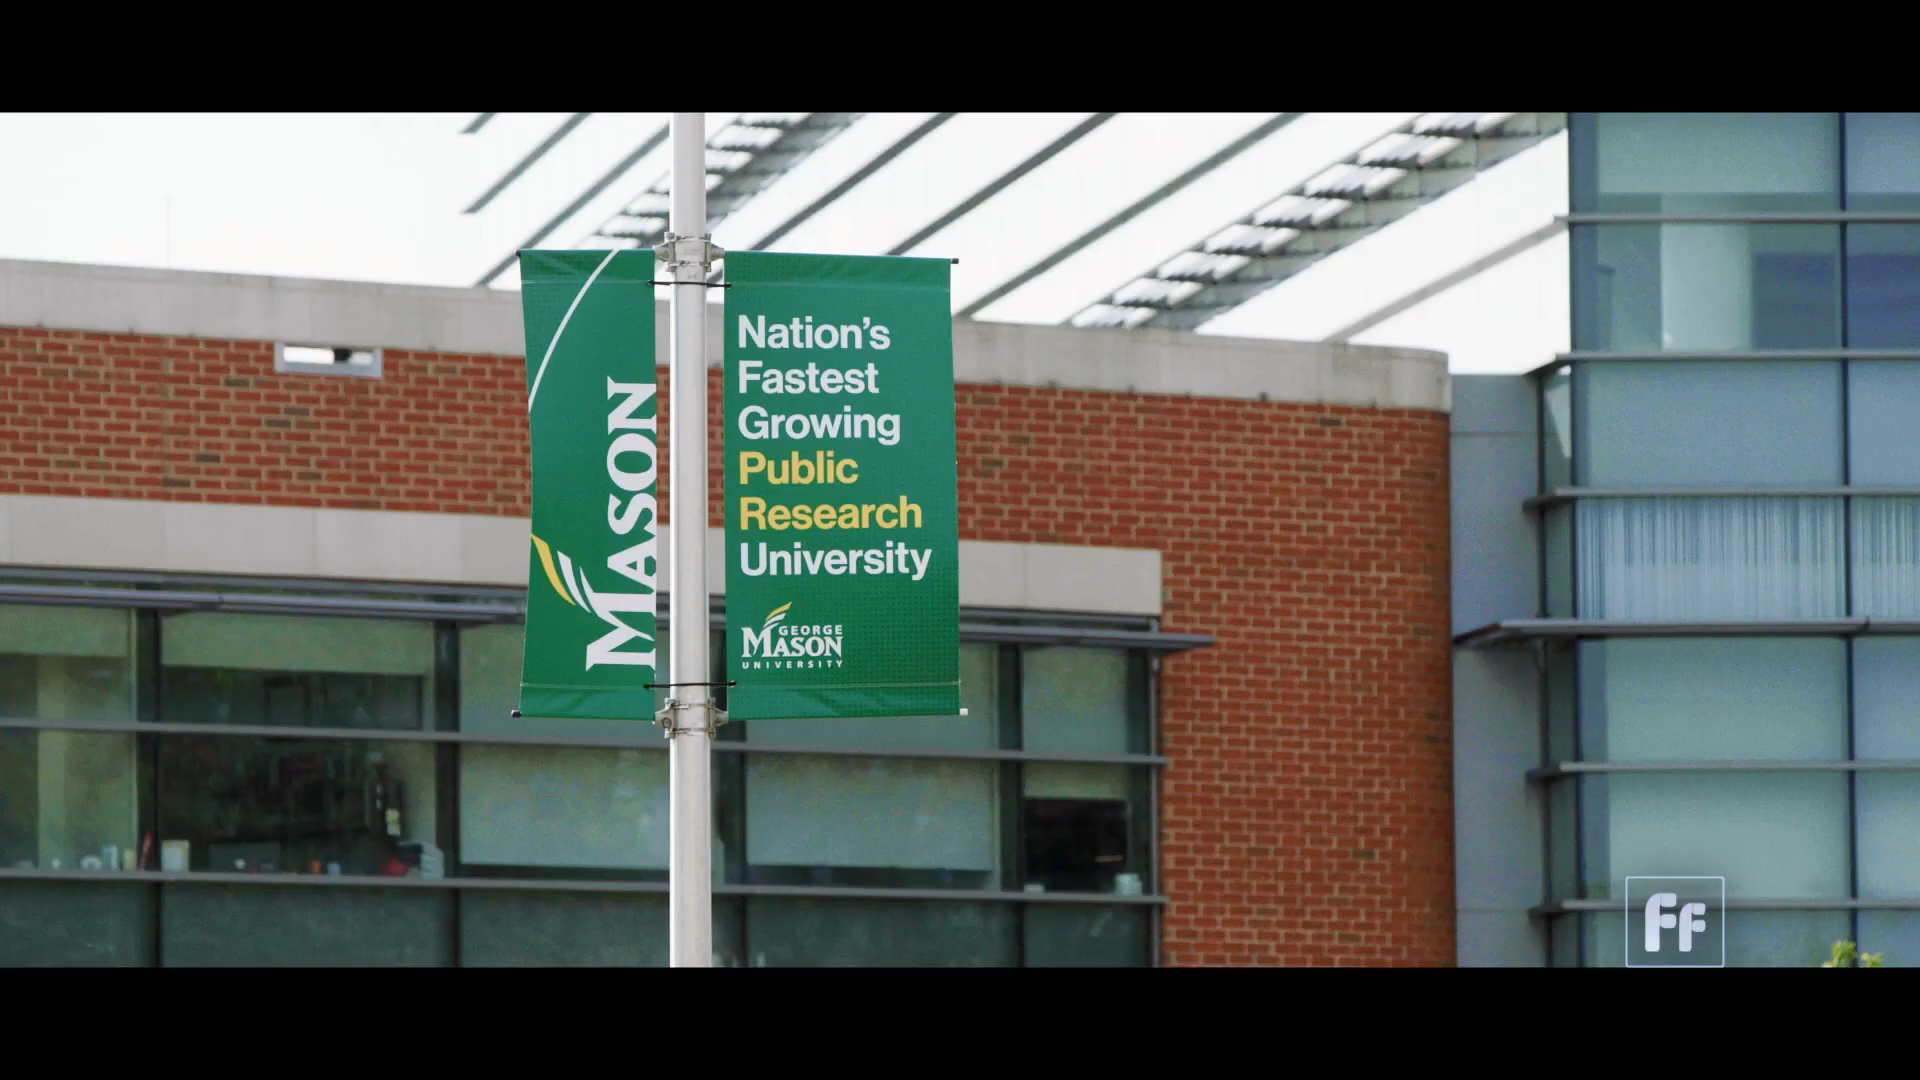 MASON
Nation's
Fastest
Growing
Public
Research
University
GEORGE
MASON
UNIVERSITY
FF